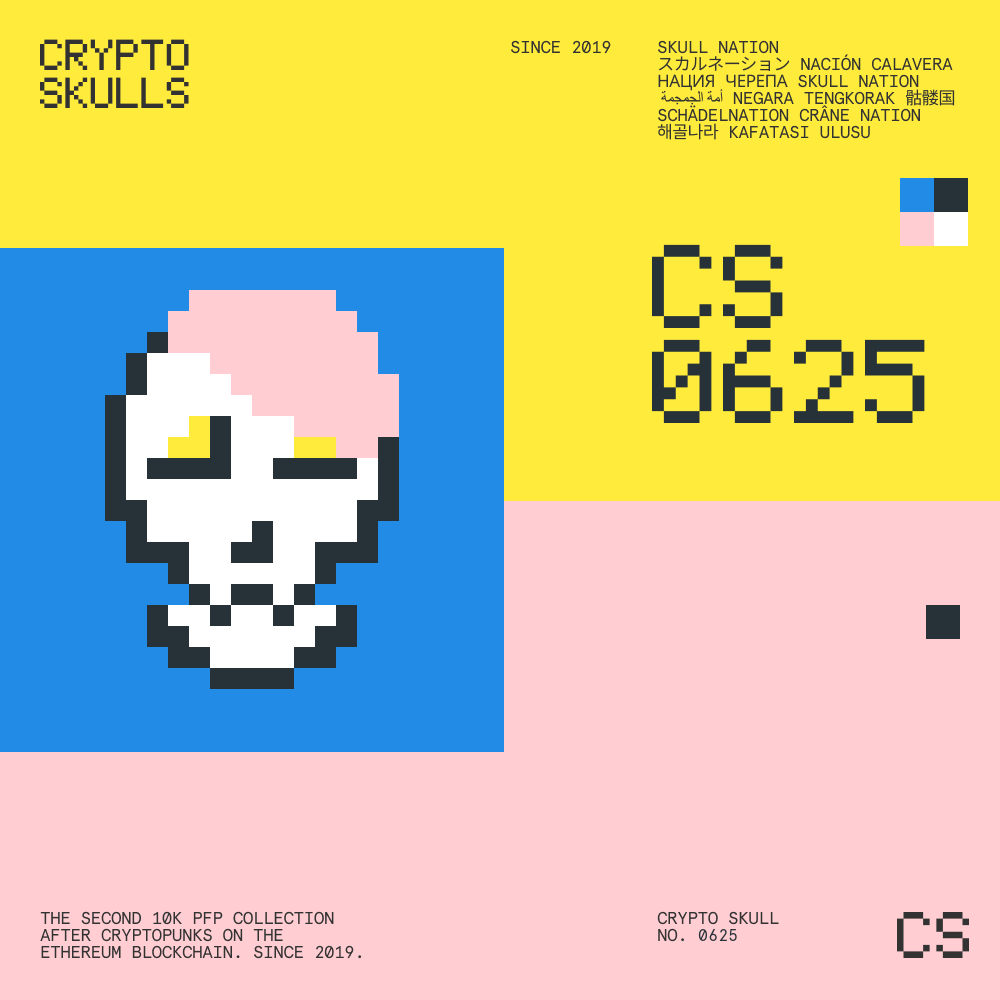 CRYPTO
SKULLS
SINCE 2019
SKULL NATION
スカルネーション NACIÓN CALAVERA
НАЦИЯ ЧЕРЕПА SKULL NATION
أمة الجمجمة NEGARA TENGKORAK 骷髅国
SCHÄDELNATION CRÂNE NATION
해골나라 KAFATASI ULUSU
CS
0625
THE SECOND 10K PFP COLLECTION
AFTER CRYPTOPUNKS ON THE
ETHEREUM BLOCKCHAIN. SINCE 2019.
CRYPTO SKULL
NO. 0625
CS